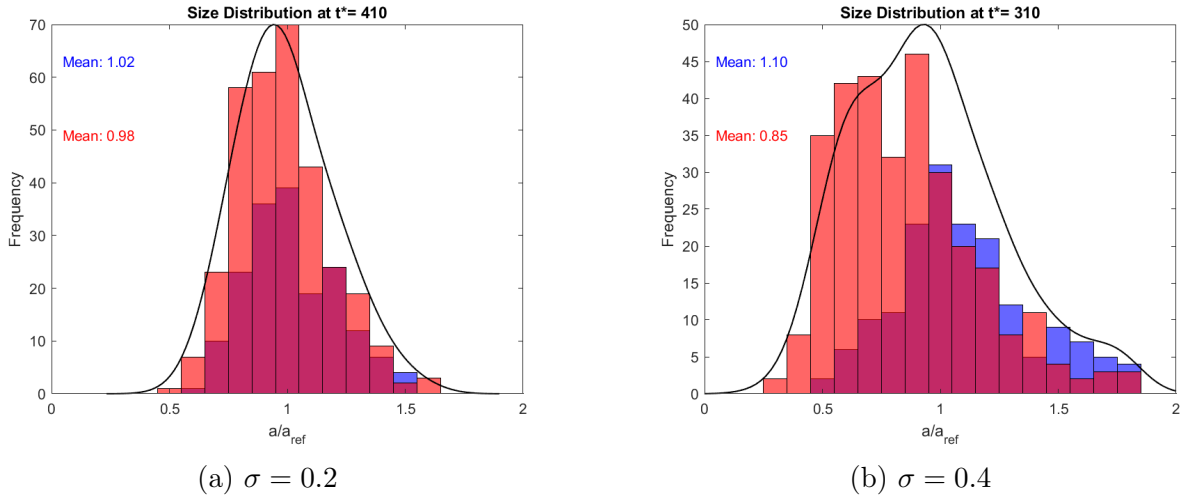 Size Distribution at t*= 410
70
60
50
40
30
20
10
0
Frequency
Mean: 1.02
Mean: 0.98
0
0.5
1
1.5
2
a/a_ref
(a) σ = 0.2
Size Distribution at t*= 310
50
45
40
35
30
25
20
15
10
5
0
Frequency
Mean: 1.10
Mean: 0.85
0
0.5
1
1.5
2
a/a_ref
(b) σ = 0.4